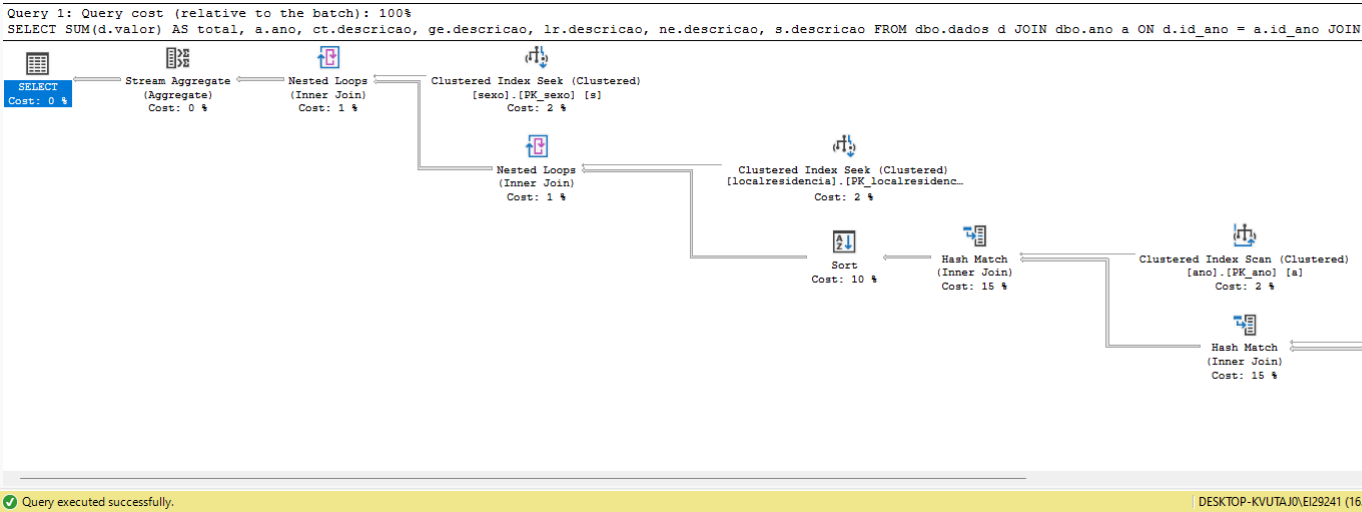 Query 1: Query cost (relative to the batch): 100%
SELECT SUM(d.valor) AS total, a.ano, ct.descricao, ge.descricao, lr.descricao, ne.descricao, s.descricao FROM dbo.dados d JOIN dbo.ano a ON d.id_ano = a.id_ano JOIN
SELECT
Cost: 0 %
Stream Aggregate
(Aggregate)
Cost: 0 %
Nested Loops
(Inner Join)
Cost: 1 %
Clustered Index Seek (Clustered)
[sexo].[PK_sexo] [s]
Cost: 2 %
Nested Loops
(Inner Join)
Cost: 1 %
Clustered Index Seek (Clustered)
[localresidencia].[PK_localresidenc…
Cost: 2 %
Sort
Cost: 10 %
Hash Match
(Inner Join)
Cost: 15 %
Clustered Index Scan (Clustered)
[ano].[PK_ano] [a]
Cost: 2 %
Hash Match
(Inner Join)
Cost: 15 %
Query executed successfully.
DESKTOP-KVUTAJ0\EI29241 (16